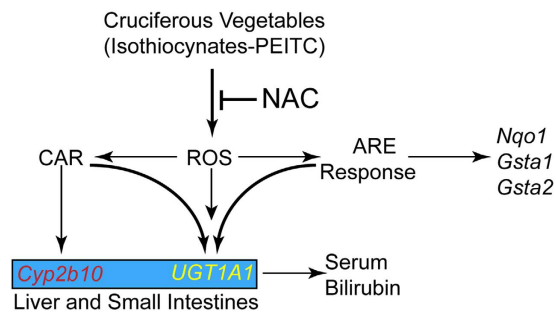 Cruciferous Vegetables
(Isothiocynates-PEITC)
NAC
CAR
ROS
ARE
Response
Nqo1
Gsta1
Gsta2
Cyp2b10
UGT1A1
Serum
Bilirubin
Liver and Small Intestines